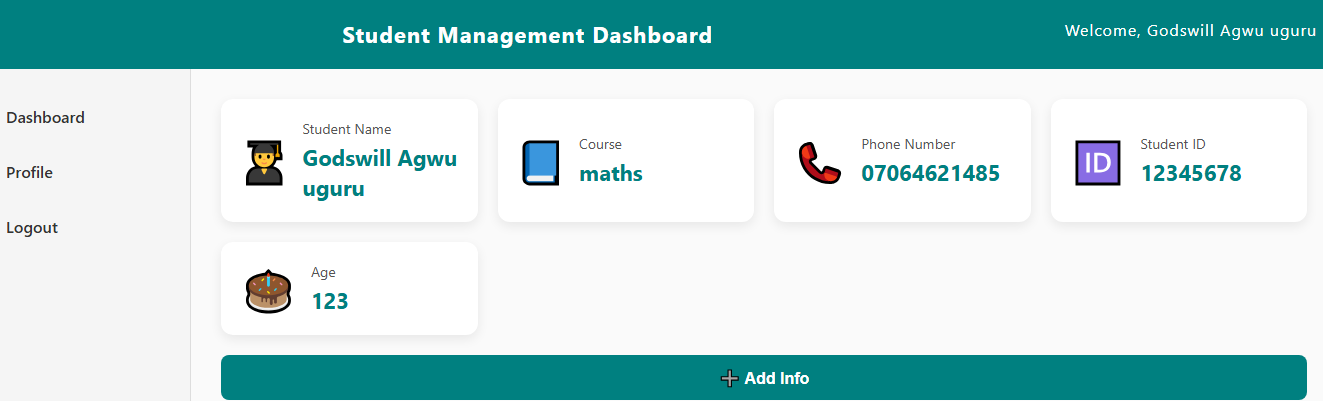 Student Management Dashboard
Welcome, Godswill Agwu uguru
Dashboard
Profile
Logout
Student Name
Godswill Agwu
uguru
Course
maths
Phone Number
07064621485
ID
Student ID
12345678
Age
123
➕ Add Info